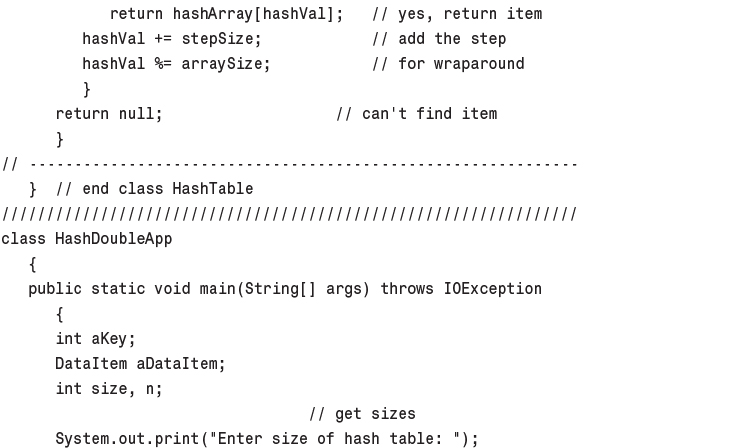 return hashArray[hashVal];   // yes, return item
         hashVal += stepSize;            // add the step
         hashVal %= arraySize;           // for wraparound
         }
      return null;                   // can't find item
      }
// -------------------------------------------------------------
   }  // end class HashTable
////////////////////////////////////////////////////////////////
class HashDoubleApp
   {
   public static void main(String[] args) throws IOException
      {
      int aKey;
      DataItem aDataItem;
      int size, n;
                                  // get sizes
      System.out.print("Enter size of hash table: ");